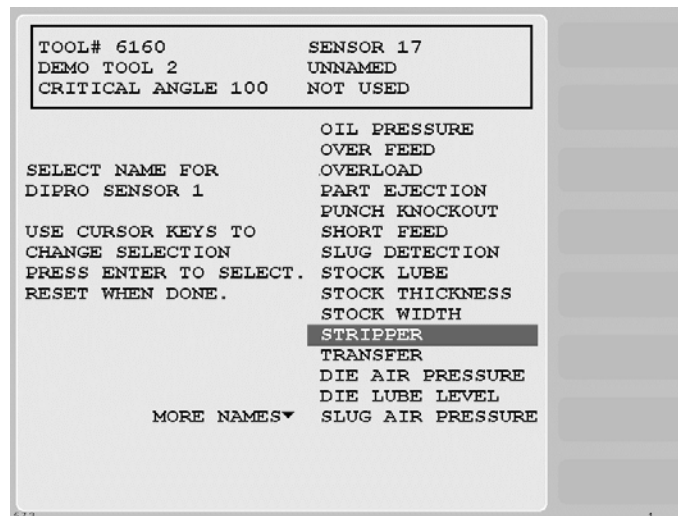 TOOL# 6160 SENSOR 17
DEMO TOOL 2 UNNAMED
CRITICAL ANGLE 100 NOT USED
SELECT NAME FOR
DIPRO SENSOR 1
USE CURSOR KEYS TO
CHANGE SELECTION
PRESS ENTER TO SELECT.
RESET WHEN DONE.
MORE NAMES▼
OIL PRESSURE
OVER FEED
OVERLOAD
PART EJECTION
PUNCH KNOCKOUT
SHORT FEED
SLUG DETECTION
STOCK LUBE
STOCK THICKNESS
STOCK WIDTH
STRIPPER
TRANSFER
DIE AIR PRESSURE
DIE LUBE LEVEL
SLUG AIR PRESSURE